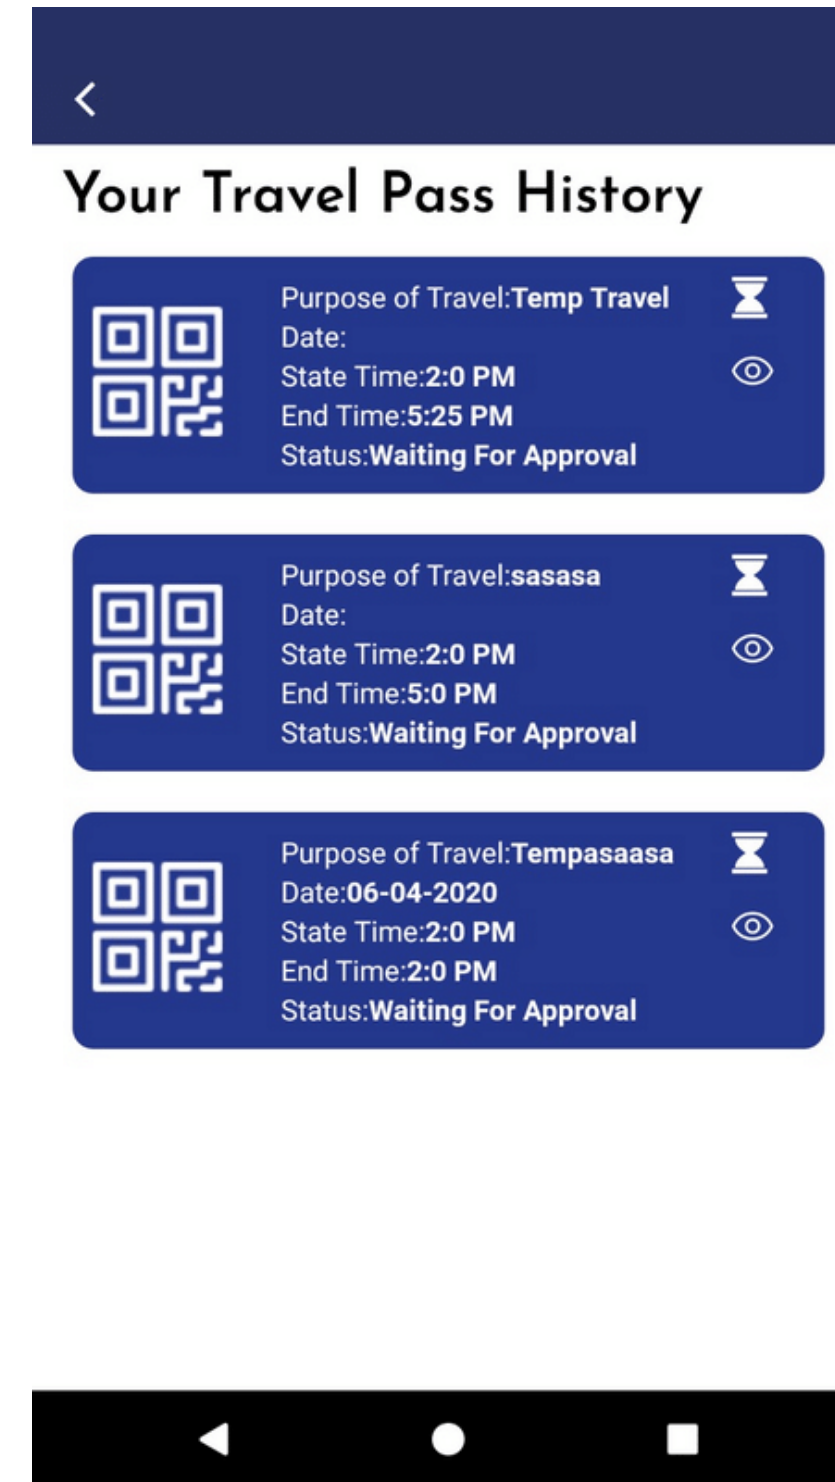 Your Travel Pass History
Purpose of Travel:Temp Travel
Date:
State Time:2:0 PM
End Time:5:25 PM
Status:Waiting For Approval
Purpose of Travel:sasasa
Date:
State Time:2:0 PM
End Time:5:0 PM
Status:Waiting For Approval
Purpose of Travel:Tempasaasa
Date:06-04-2020
State Time:2:0 PM
End Time:2:0 PM
Status:Waiting For Approval